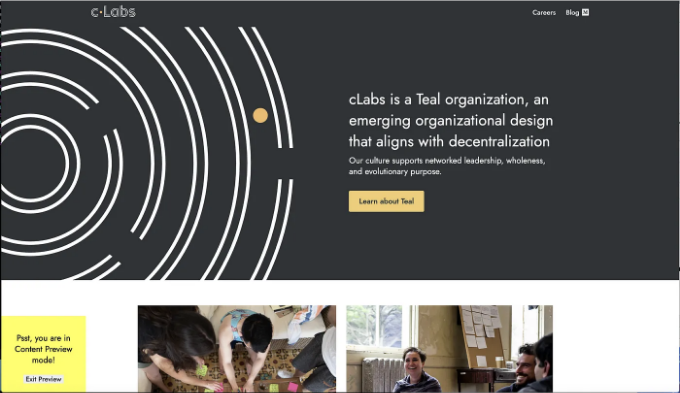 c·Labs
Careers
Blog
cLabs is a Teal organization, an
emerging organizational design
that aligns with decentralization
Our culture supports networked leadership, wholeness,
and evolutionary purpose.
Learn about Teal
Psst, you are in
Content Preview
mode!
Exit Preview